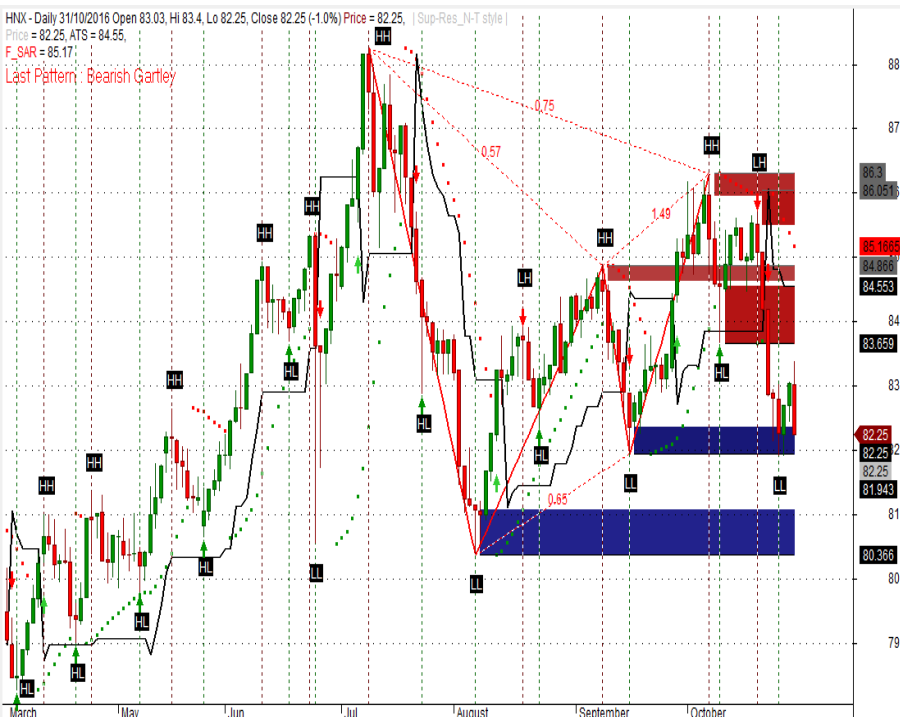 HNX - Daily 31/10/2016 Open 83.03, Hi 83.4, Lo 82.25, Close 82.25 (-1.0%) Price = 82.25, | Sup-Res_N-T style |
Price = 82.25, ATS = 84.55,
F_SAR = 85.17
Last Pattern : Bearish Gartley
HH
88
0.75
87
0.57
HH
LH
86.3
86.051
HH
1.49
HH
HH
85.1665
LH
84.866
84.553
84
83.659
HL
HL
83
HH
HL
82.25
HL
82.25
82.25
HH
HH
LL
LL
81.943
0.65
81
80.366
HL
LL
LL
80
HL
79
HL
HL
March
May
Jun
Jul
August
September
October